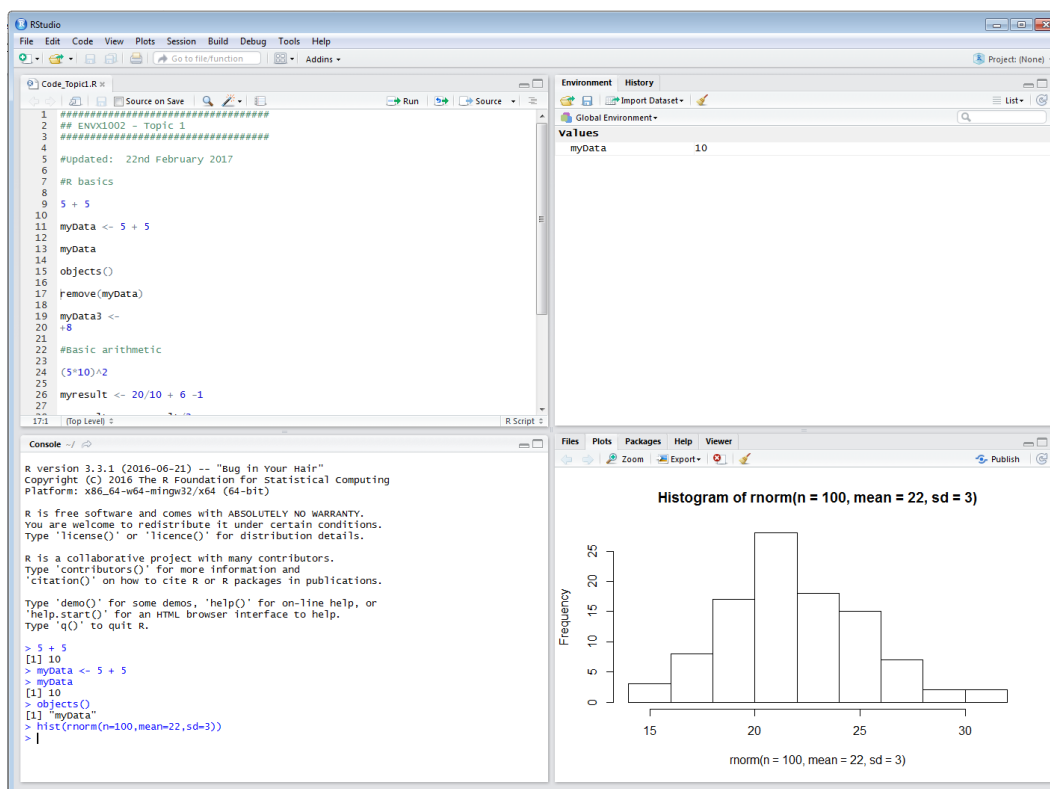 RStudio
File Edit Code View Plots Session Build Debug Tools Help
Go to file/function Addins
Project: (None)
Code_Topic1.R
Source on Save Run Source
1 ##################################
2 ## ENVX1002 - Topic 1
3 ##################################
4
5 #Updated:  22nd February 2017
6
7 #R basics
8
9 5 + 5
10
11 myData <- 5 + 5
12
13 myData
14
15 objects()
16
17 remove(myData)
18
19 myData3 <-
20 +8
21
22 #Basic arithmetic
23
24 (5*10)^2
25
26 myresult <- 20/10 + 6 -1
27
17:1 (Top Level) R Script
Console ~/
R version 3.3.1 (2016-06-21) -- "Bug in Your Hair"
Copyright (C) 2016 The R Foundation for Statistical Computing
Platform: x86_64-w64-mingw32/x64 (64-bit)
R is free software and comes with ABSOLUTELY NO WARRANTY.
You are welcome to redistribute it under certain conditions.
Type 'license()' or 'licence()' for distribution details.
R is a collaborative project with many contributors.
Type 'contributors()' for more information and
'citation()' on how to cite R or R packages in publications.
Type 'demo()' for some demos, 'help()' for on-line help, or
'help.start()' for an HTML browser interface to help.
Type 'q()' to quit R.
> 5 + 5
[1] 10
> myData <- 5 + 5
> myData
[1] 10
> objects()
[1] "myData"
> hist(rnorm(n=100,mean=22,sd=3))
>
Environment History
Import Dataset List
Global Environment
Values
myData 10
Files Plots Packages Help Viewer
Zoom Export Publish
Histogram of rnorm(n = 100, mean = 22, sd = 3)
Frequency
25
20
15
10
5
0
15 20 25 30
rnorm(n = 100, mean = 22, sd = 3)